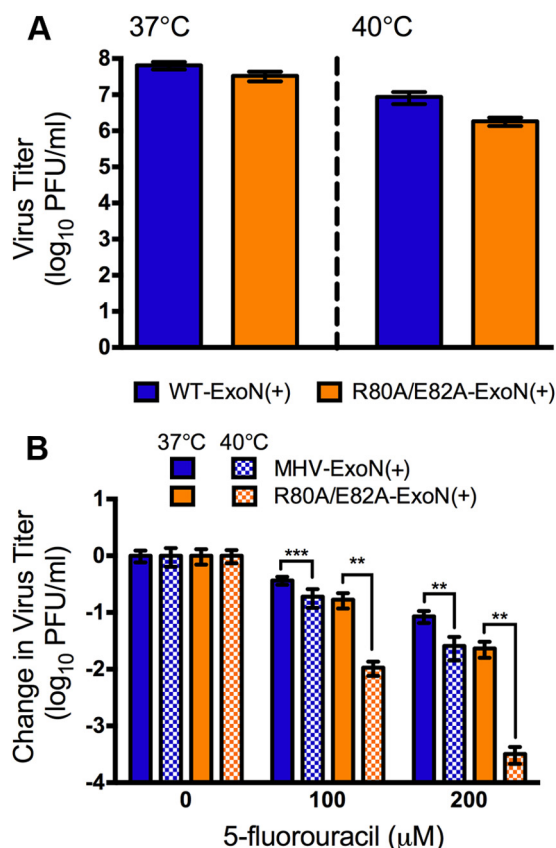 A
37°C 40°C
Virus Titer
(log10 PFU/ml)
8
7
6
5
4
3
2
1
0
WT-ExoN(+) R80A/E82A-ExoN(+)
B
37°C 40°C
MHV-ExoN(+)
R80A/E82A-ExoN(+)
Change in Virus Titer
(log10 PFU/ml)
-1
0
-1
-2
-3
-4
*** ** ** **
0 100 200
5-fluorouracil (µM)